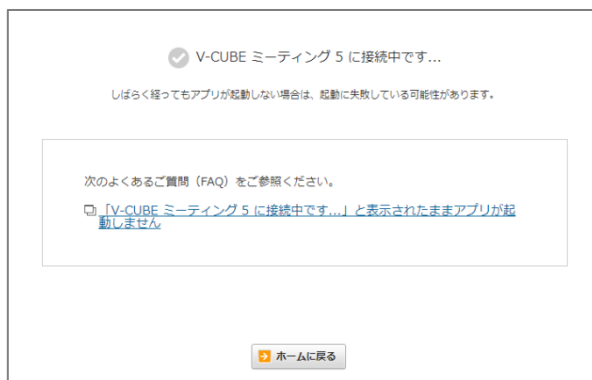 V-CUBE ミーティング 5 に接続中です...
しばらく経ってもアプリが起動しない場合は、起動に失敗している可能性があります。
次のよくあるご質問（FAQ）をご参照ください。
「V-CUBE ミーティング 5 に接続中です...」と表示されたままアプリが起
動しません
ホームに戻る